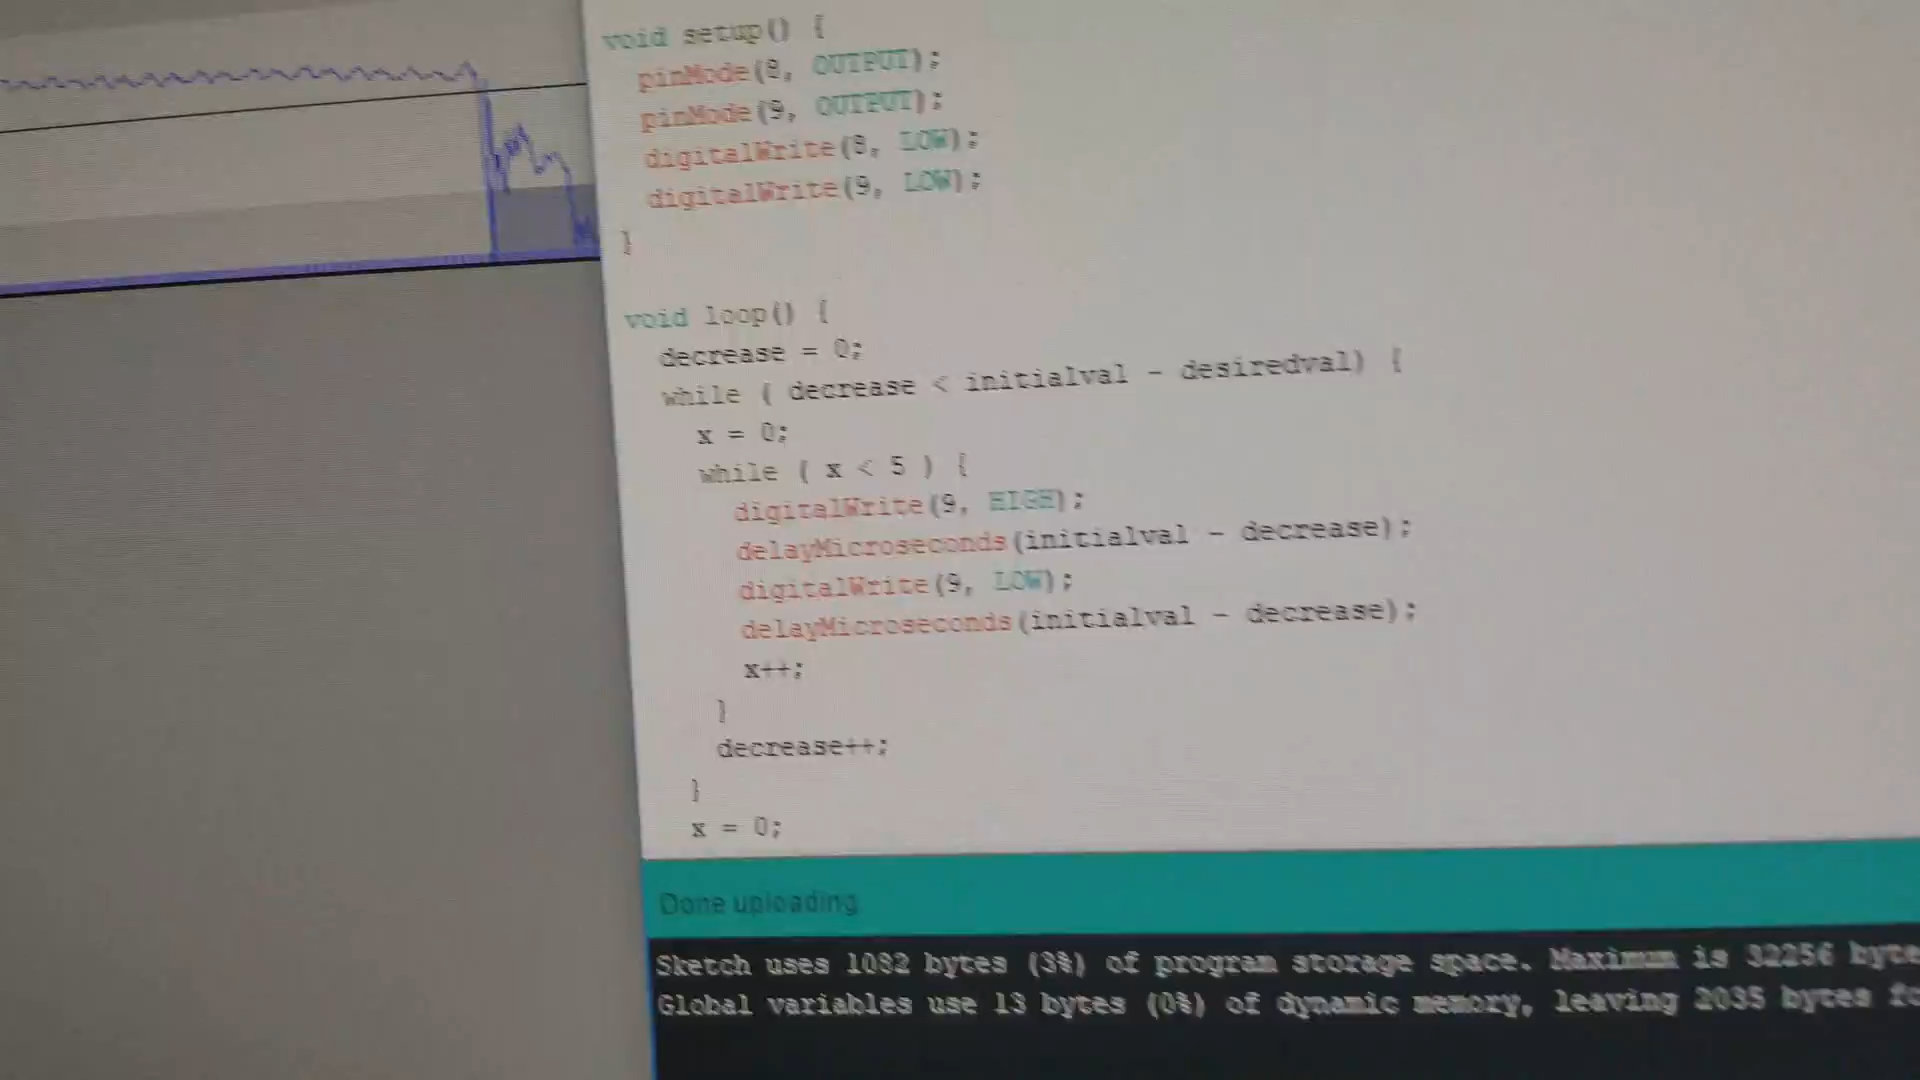 void setup() {
pinMode(8, OUTPUT);
pinMode(9, OUTPUT);
digitalWrite(8, LOW);
digitalWrite(9, LOW);
}
void loop() {
decrease = 0;
while ( decrease < initialval - desiredval) {
x = 0;
while ( x < 5 ) {
digitalWrite(9, HIGH);
delayMicroseconds(initialval - decrease);
digitalWrite(9, LOW);
delayMicroseconds(initialval - decrease);
x++;
}
decrease++;
}
x = 0;
Done uploading
Sketch uses 1082 bytes (3%) of program storage space. Maximum is 32256 byte
Global variables use 13 bytes (0%) of dynamic memory, leaving 2035 bytes fo